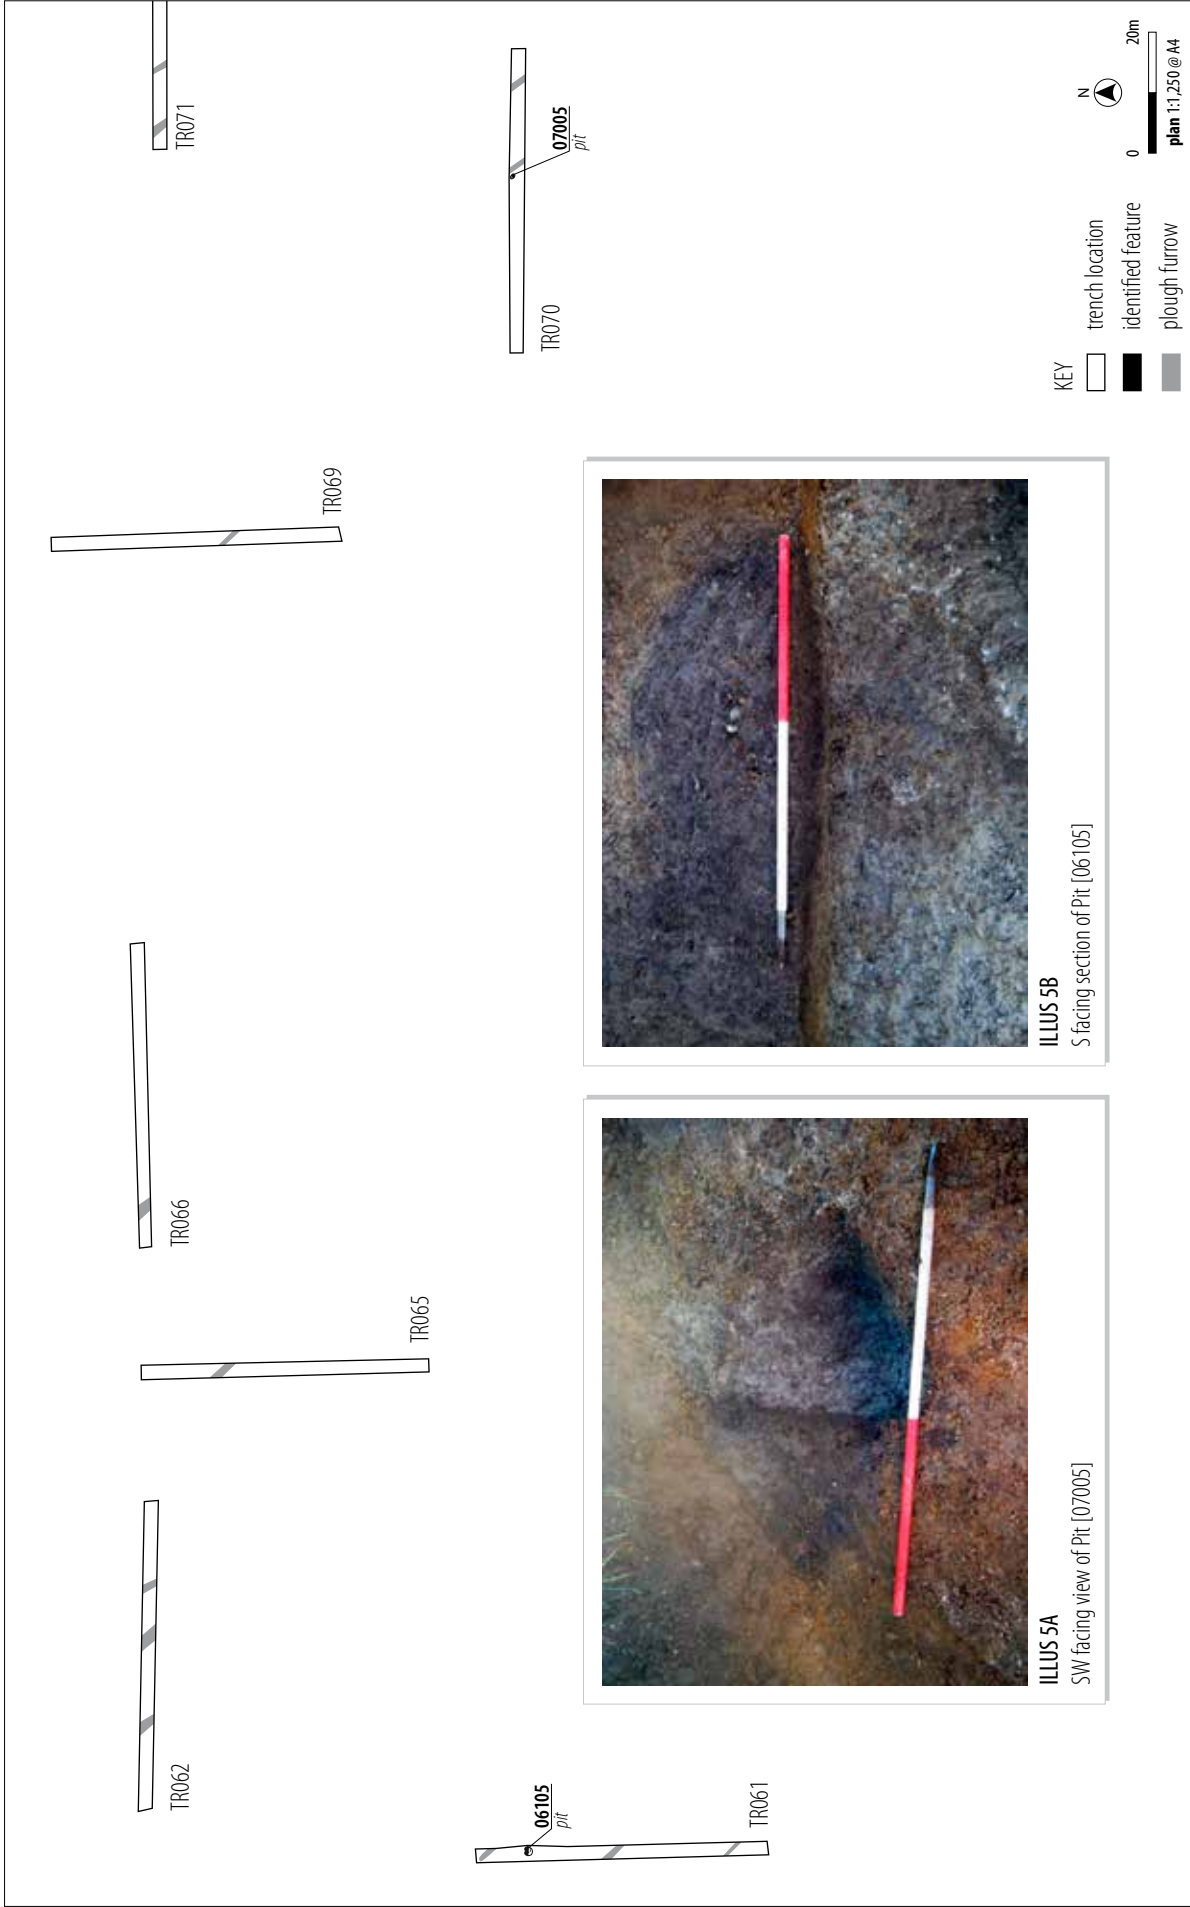 TR071
TR070
07005
pit
TR069
TR066
TR065
TR062
06105
pit
TR061
ILLUS 5A
SW facing view of Pit [07005]
ILLUS 5B
S facing section of Pit [06105]
KEY
trench location
identified feature
plough furrow
N
0 20m
plan 1:1,250 @ A4